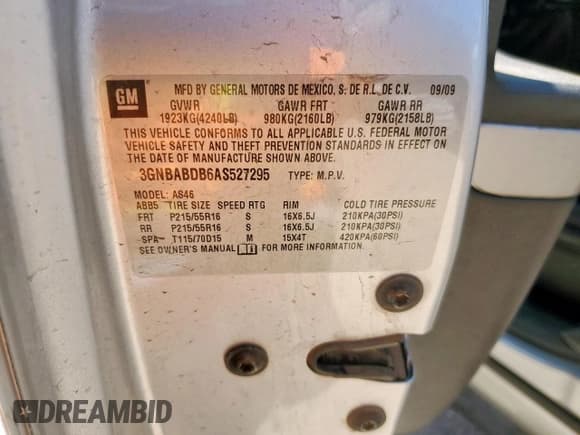 GM
MFD BY GENERAL MOTORS DE MEXICO, S. DE R.L. DE C.V. 09/09
GVWR GAWR FRT GAWR RR
1923KG(4240LB) 980KG(2160LB) 979KG(2158LB)
THIS VEHICLE CONFORMS TO ALL APPLICABLE U.S. FEDERAL MOTOR
VEHICLE SAFETY AND THEFT PREVENTION STANDARDS IN EFFECT ON
THE DATE OF MANUFACTURE SHOWN ABOVE.
3GNBABDB6AS527295 TYPE: M.P.V.
MODEL: AS46
ABB5 TIRE SIZE SPEED RTG RIM COLD TIRE PRESSURE
FRT P215/55R16 S 16X6.5J 210KPA(30PSI)
RR P215/55R16 S 16X6.5J 210KPA(30PSI)
SPA T115/70D15 M 15X4T 420KPA(60PSI)
SEE OWNER'S MANUAL FOR MORE INFORMATION.
DREAMBID